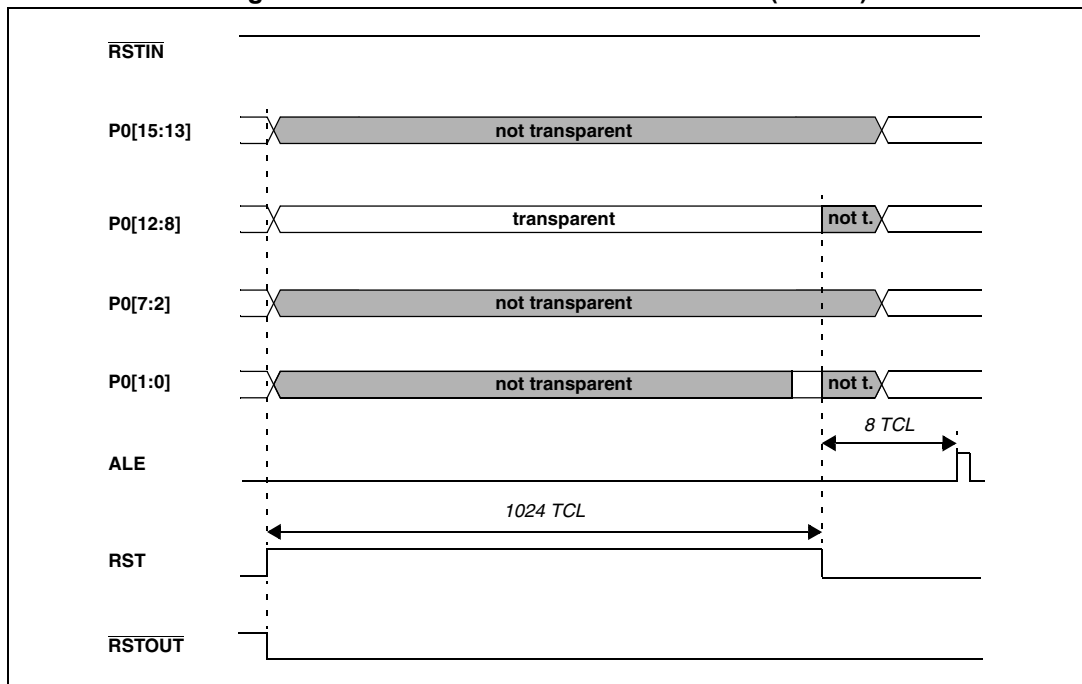 RSTIN
P0[15:13] not transparent
P0[12:8] transparent not t.
P0[7:2] not transparent
P0[1:0] not transparent not t.
8 TCL
ALE
1024 TCL
RST
RSTOUT